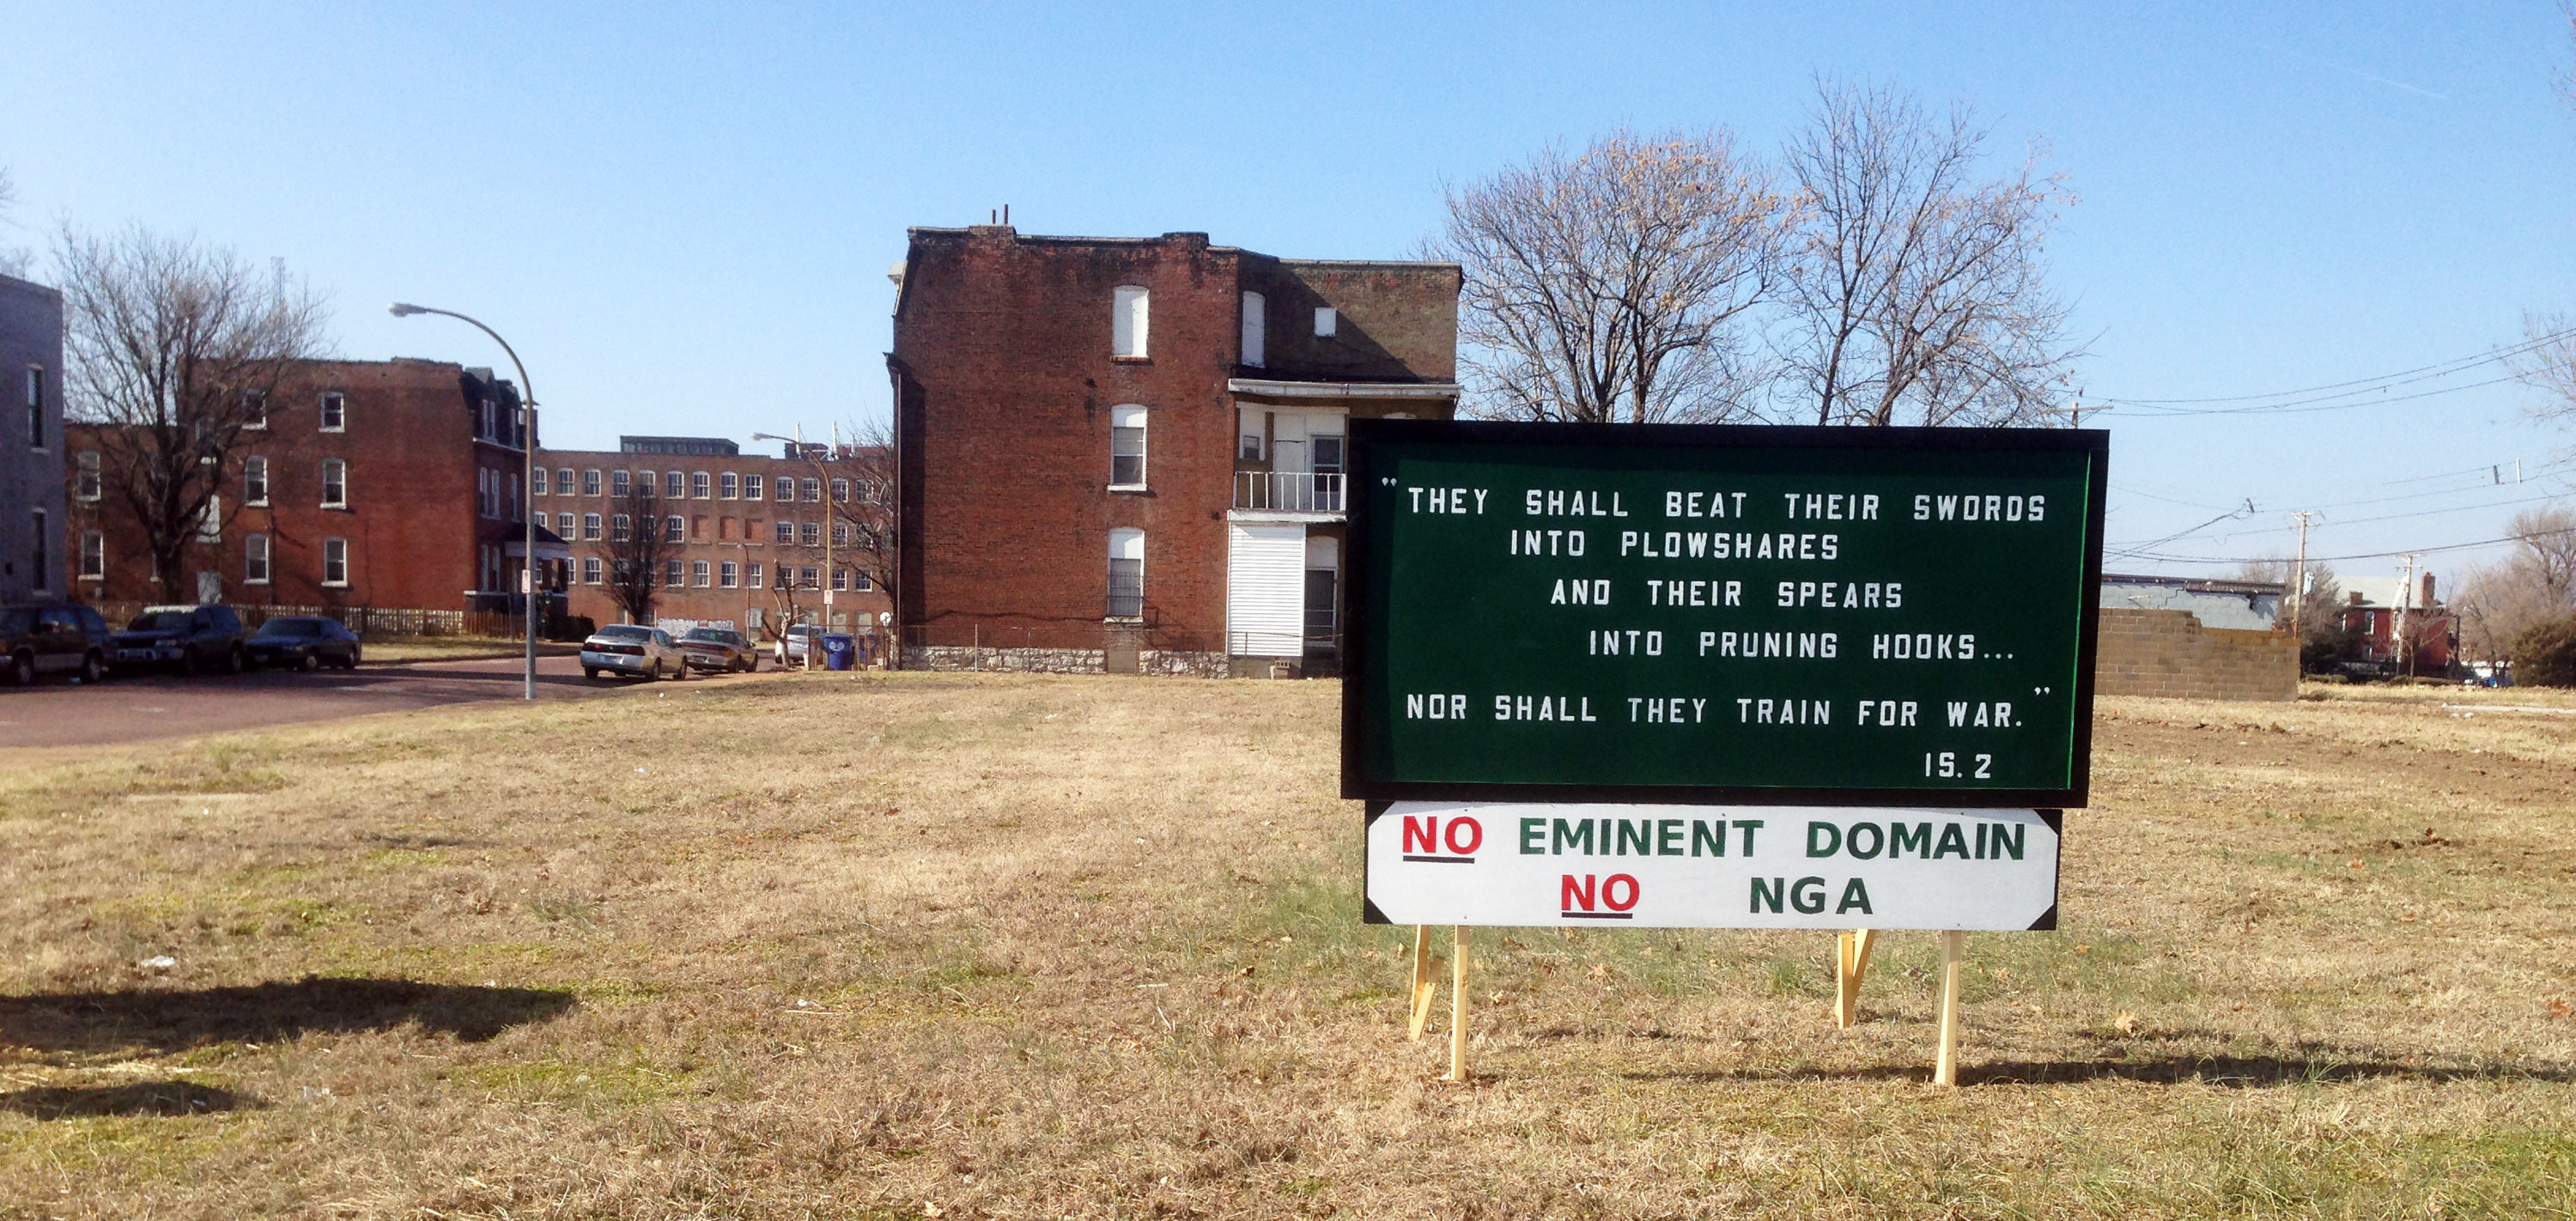 "THEY SHALL BEAT THEIR SWORDS
INTO PLOWSHARES
AND THEIR SPEARS
INTO PRUNING HOOKS...
NOR SHALL THEY TRAIN FOR WAR."
IS. 2
NO EMINENT DOMAIN
NO NGA